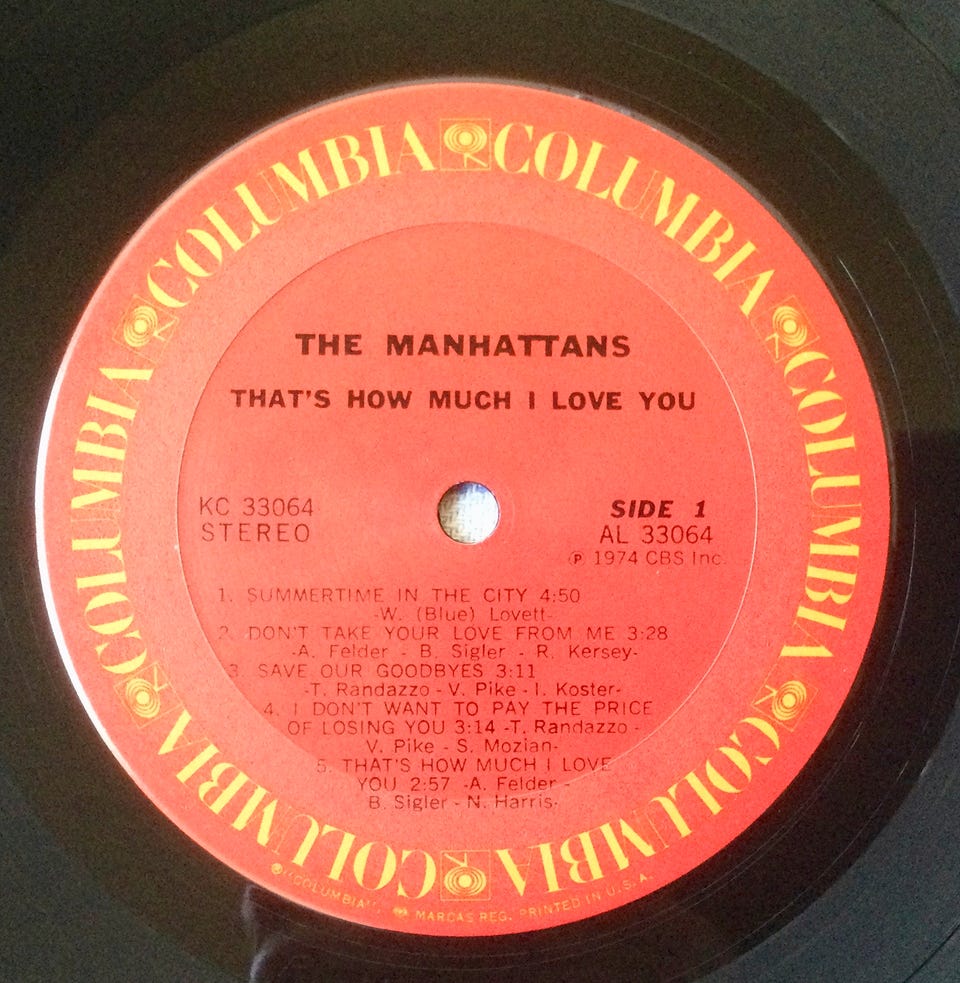 COLUMBIA COLUMBIA COLUMBIA COLUMBIA COLUMBIA COLUMBIA
THE MANHATTANS
THAT'S HOW MUCH I LOVE YOU
KC 33064
STEREO
SIDE 1
AL 33064
Ⓟ 1974 CBS Inc.
1. SUMMERTIME IN THE CITY 4:50
-W. (Blue) Lovett-
2. DON'T TAKE YOUR LOVE FROM ME 3:28
-A. Felder - B. Sigler - R. Kersey-
3. SAVE OUR GOODBYES 3:11
-T. Randazzo - V. Pike - I. Koster-
4. I DON'T WANT TO PAY THE PRICE
OF LOSING YOU 3:14 -T. Randazzo -
V. Pike - S. Mozian-
5. THAT'S HOW MUCH I LOVE
YOU 2:57 -A. Felder -
B. Sigler - N. Harris-
® "COLUMBIA", MARCAS REG. PRINTED IN U.S.A.